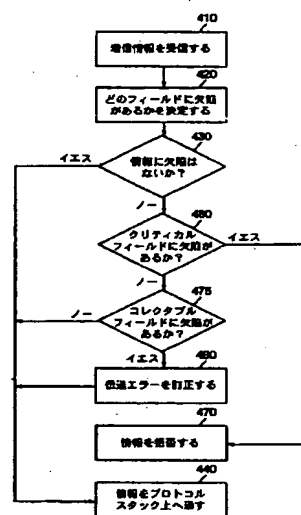 410
着信情報を受信する
420
どのフィールドに欠陥
があるかを決定する
430
情報に欠陥は
ないか?
イエス
ノー
クリティカル
フィールドに欠陥が
あるか?
イエス
ノー
475
コレクタブル
フィールドに欠陥が
あるか?
ノー
イエス
480
伝送エラーを訂正する
470
情報を
する
440
情報をプロトコル
スタック上へ渡す